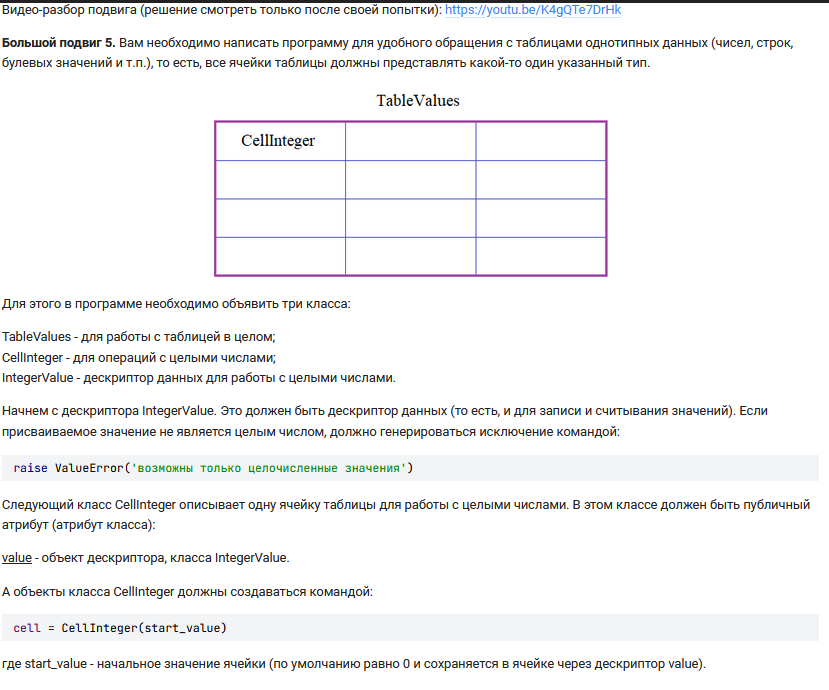 Видео-разбор подвига (решение смотреть только после своей попытки): https://youtu.be/K4gQTe7DrHk
Большой подвиг 5. Вам необходимо написать программу для удобного обращения с таблицами однотипных данных (чисел, строк,
булевых значений и т.п.), то есть, все ячейки таблицы должны представлять какой-то один указанный тип.
TableValues
CellInteger
Для этого в программе необходимо объявить три класса:
TableValues - для работы с таблицей в целом;
CellInteger - для операций с целыми числами;
IntegerValue - дескриптор данных для работы с целыми числами.
Начнем с дескриптора IntegerValue. Это должен быть дескриптор данных (то есть, и для записи и считывания значений). Если
присваиваемое значение не является целым числом, должно генерироваться исключение командой:
raise ValueError('возможны только целочисленные значения')
Следующий класс CellInteger описывает одну ячейку таблицы для работы с целыми числами. В этом классе должен быть публичный
атрибут (атрибут класса):
value - объект дескриптора, класса IntegerValue.
А объекты класса CellInteger должны создаваться командой:
cell = CellInteger(start_value)
где start_value - начальное значение ячейки (по умолчанию равно 0 и сохраняется в ячейке через дескриптор value).